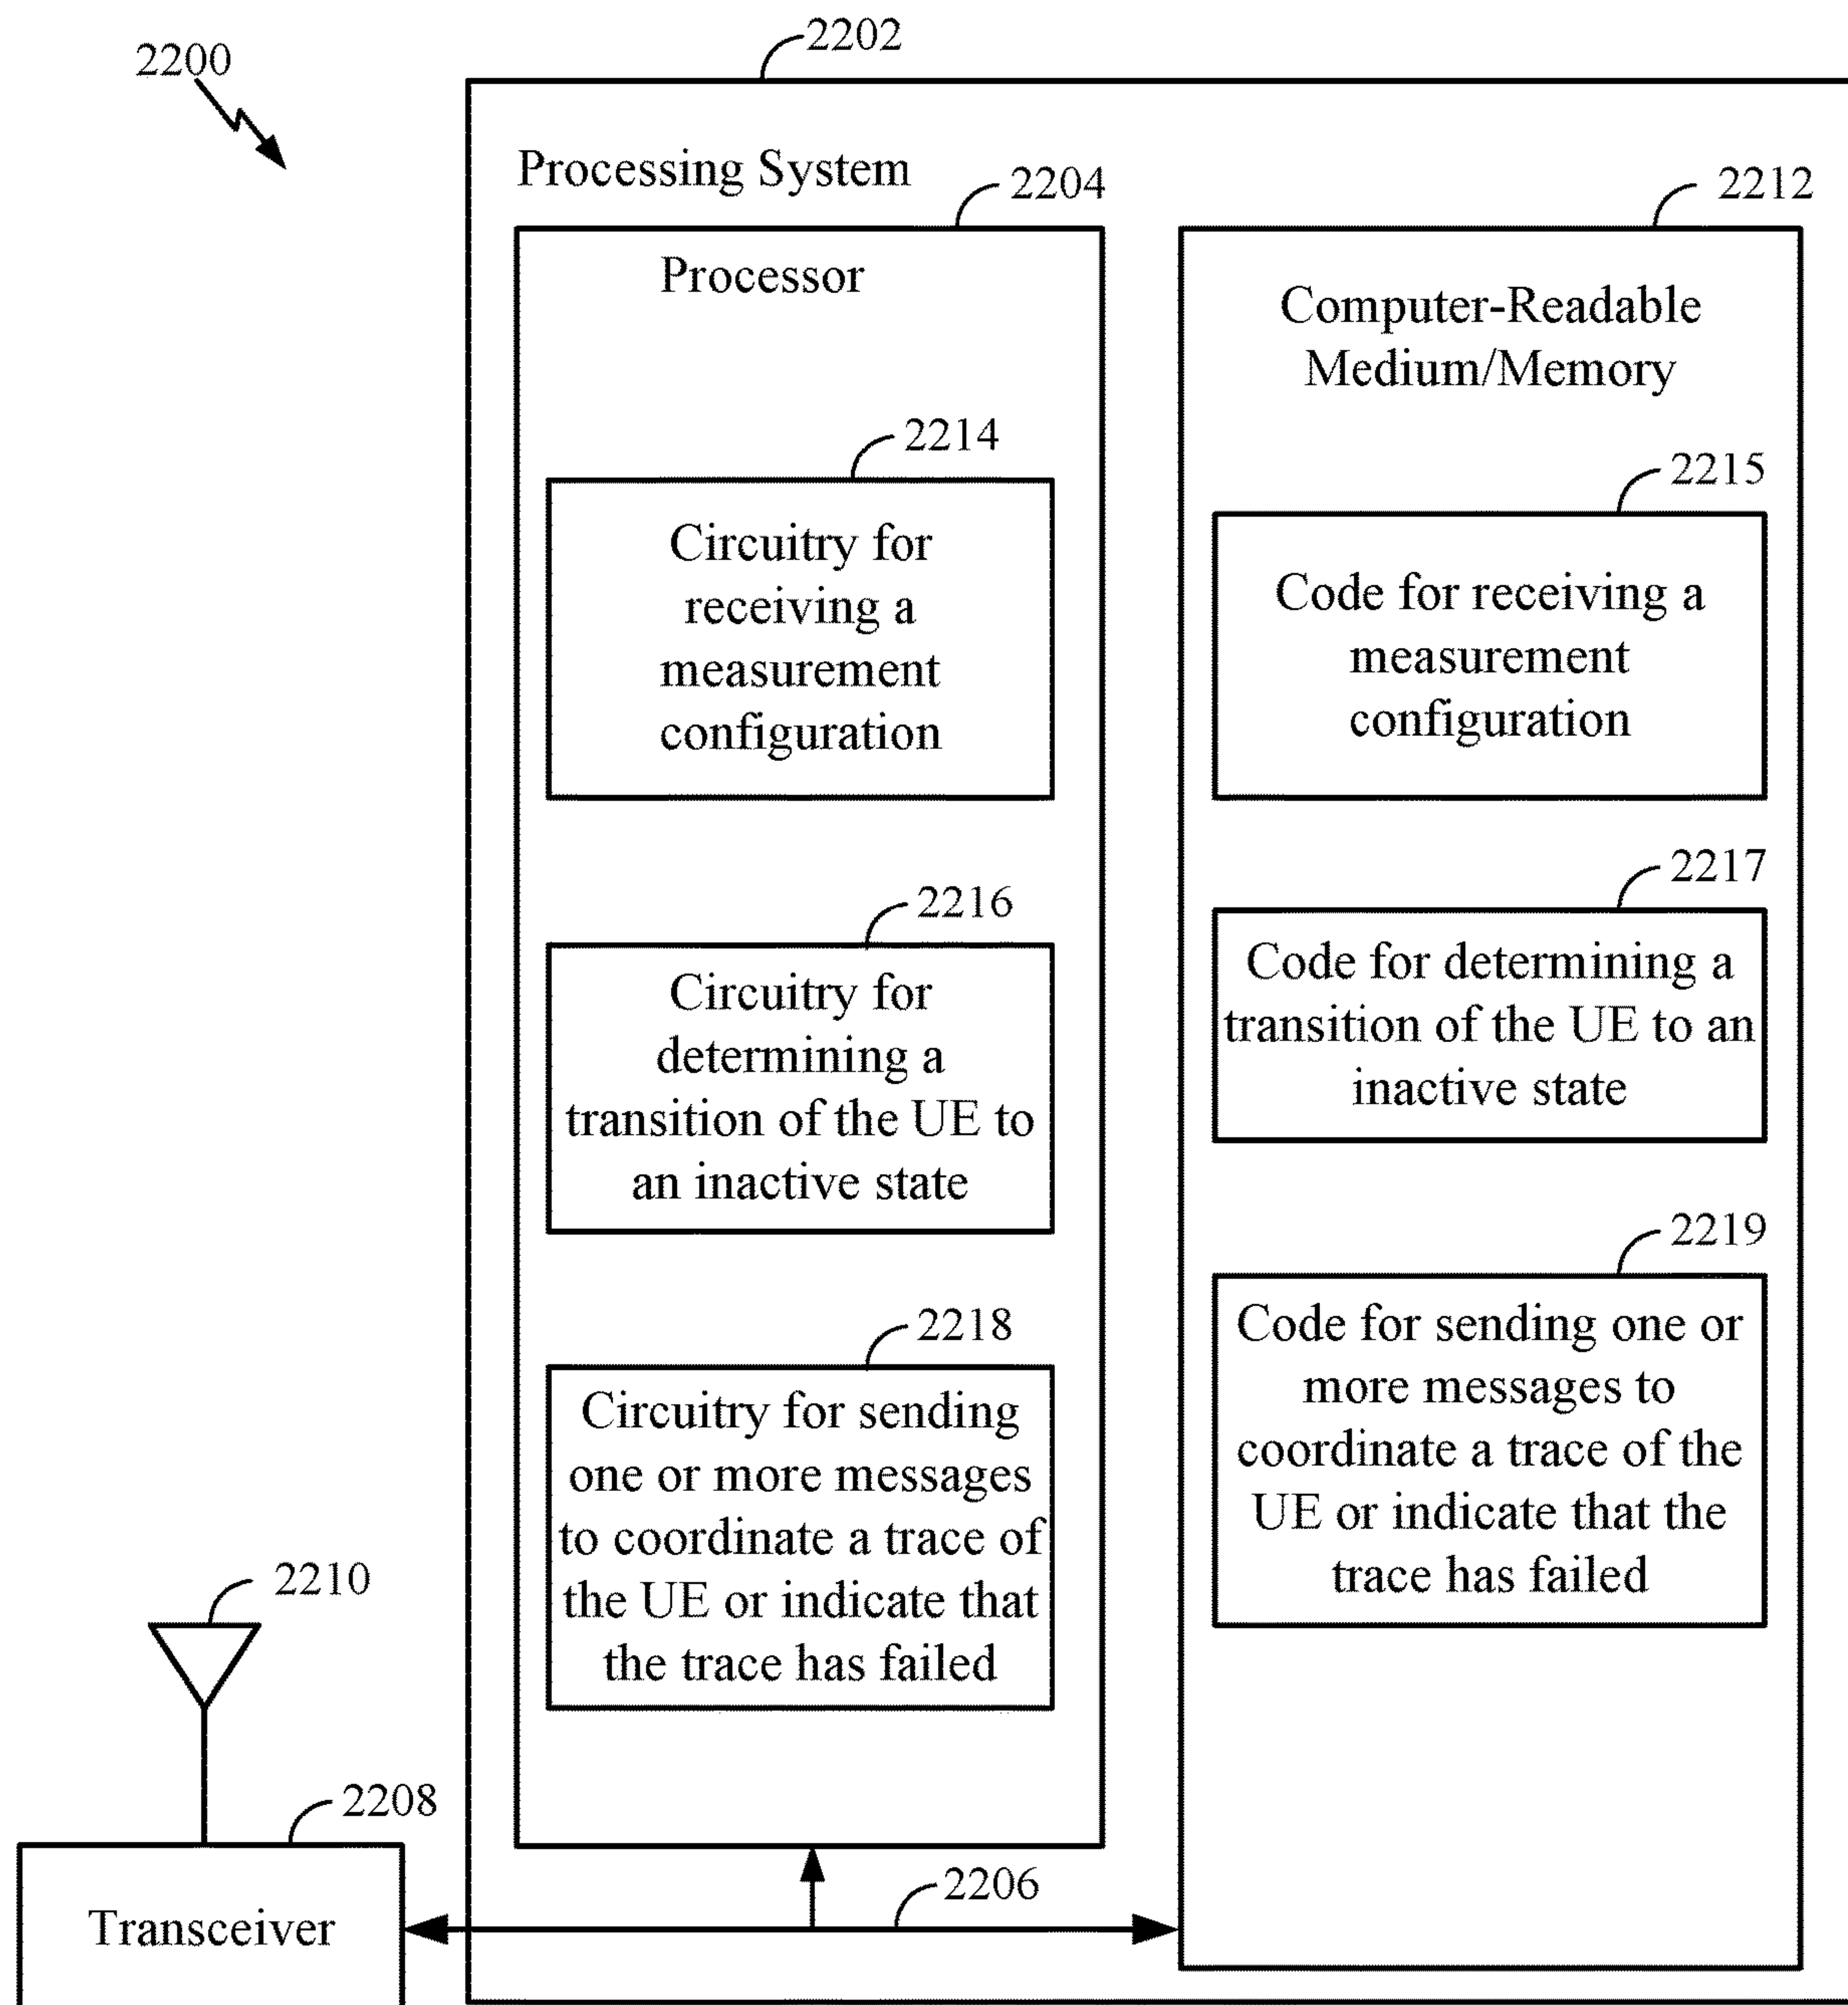 2200
2202
Processing System
2204
2212
Processor
Computer-Readable
Medium/Memory
2214
Circuitry for
receiving a
measurement
configuration
2215
Code for receiving a
measurement
configuration
2216
Circuitry for
determining a
transition of the UE to
an inactive state
2217
Code for determining a
transition of the UE to an
inactive state
2218
Circuitry for sending
one or more messages
to coordinate a trace of
the UE or indicate that
the trace has failed
2219
Code for sending one or
more messages to
coordinate a trace of the
UE or indicate that the
trace has failed
2210
2208
Transceiver
2206